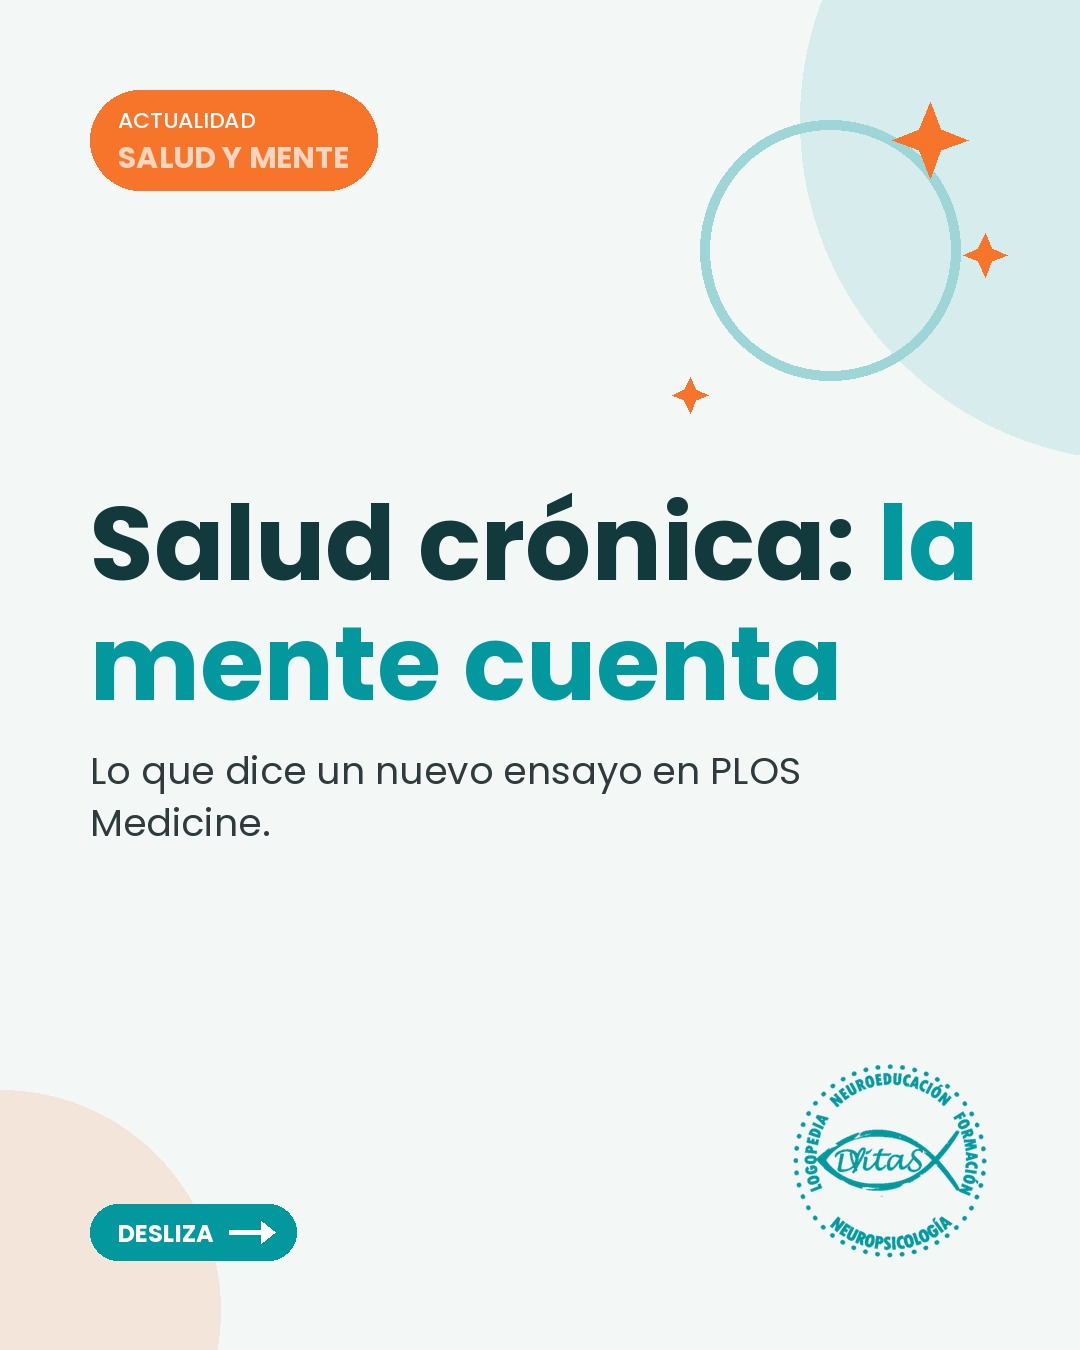 ACTUALIDAD
SALUD Y MENTE
Salud crónica: la
mente cuenta
Lo que dice un nuevo ensayo en PLOS
Medicine.
DESLIZA
NEUROEDUCACIÓN
LOGOPEDIA
FORMACIÓN
NEUROPSICOLOGÍA